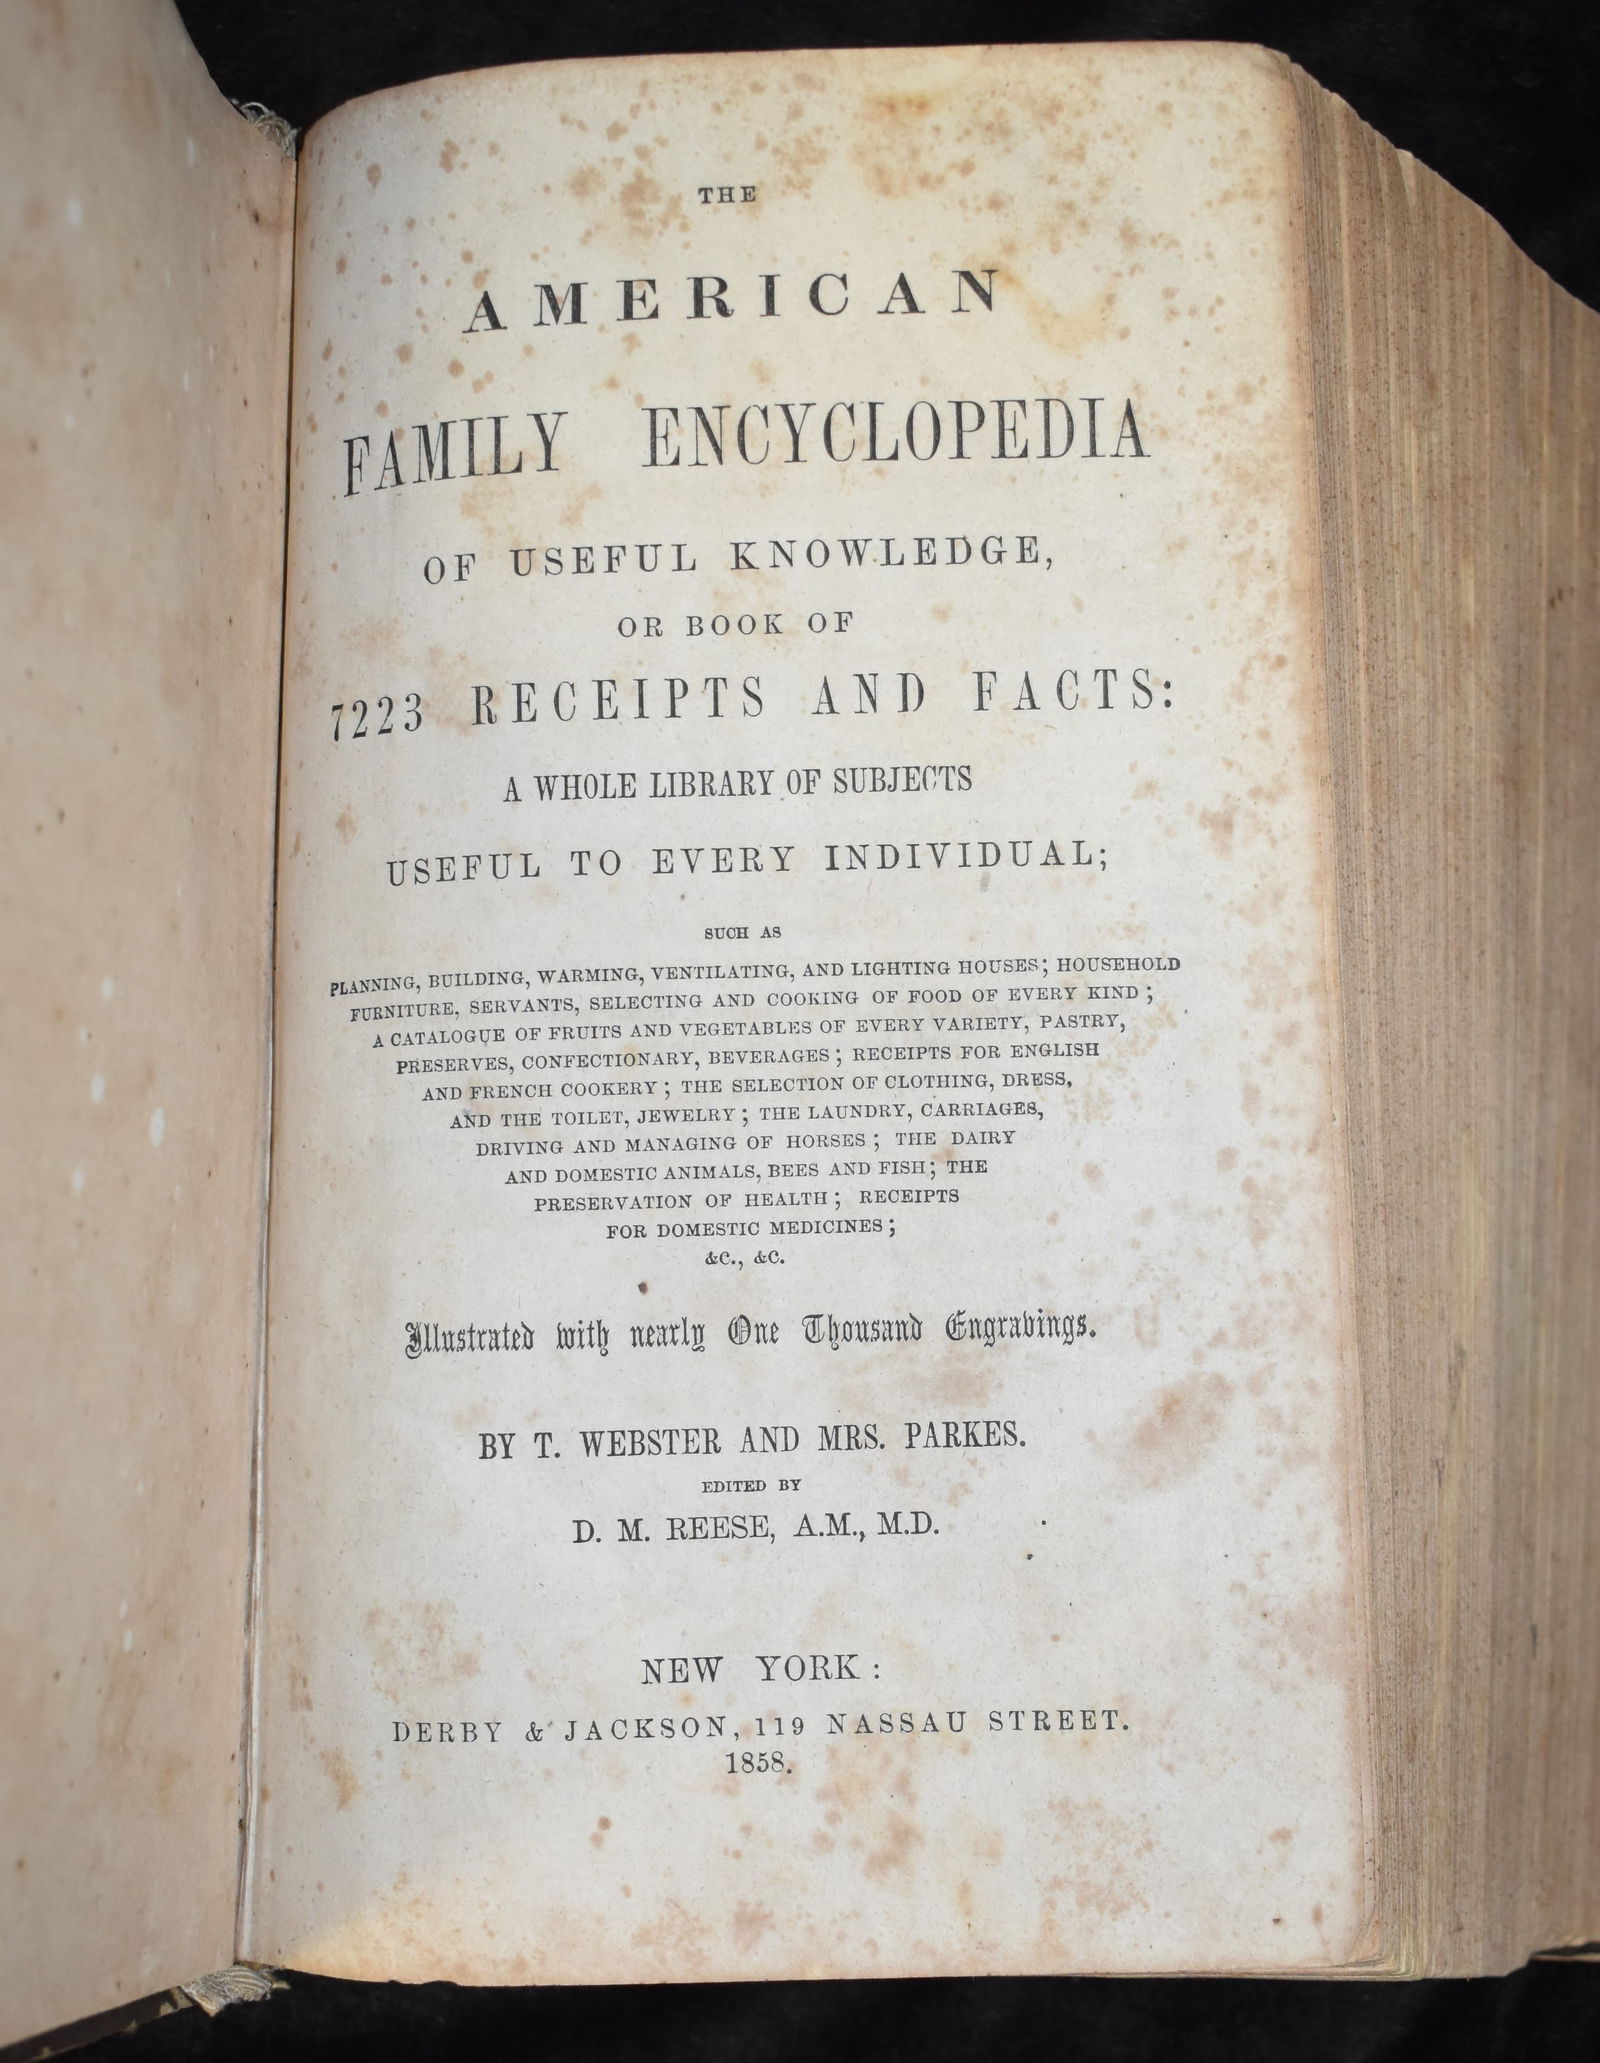 THE
AMERICAN
FAMILY ENCYCLOPEDIA
OF USEFUL KNOWLEDGE,
OR BOOK OF
7223 RECEIPTS AND FACTS:
A WHOLE LIBRARY OF SUBJECTS
USEFUL TO EVERY INDIVIDUAL;
SUCH AS
PLANNING, BUILDING, WARMING, VENTILATING, AND LIGHTING HOUSES; HOUSEHOLD
FURNITURE, SERVANTS, SELECTING AND COOKING OF FOOD OF EVERY KIND;
A CATALOGUE OF FRUITS AND VEGETABLES OF EVERY VARIETY, PASTRY,
PRESERVES, CONFECTIONARY, BEVERAGES; RECEIPTS FOR ENGLISH
AND FRENCH COOKERY; THE SELECTION OF CLOTHING, DRESS,
AND THE TOILET, JEWELRY; THE LAUNDRY, CARRIAGES,
DRIVING AND MANAGING OF HORSES; THE DAIRY
AND DOMESTIC ANIMALS, BEES AND FISH; THE
PRESERVATION OF HEALTH; RECEIPTS
FOR DOMESTIC MEDICINES;
&C., &C.
Illustrated with nearly One Thousand Engravings.
BY T. WEBSTER AND MRS. PARKES.
EDITED BY
D. M. REESE, A.M., M.D.
NEW YORK:
DERBY & JACKSON, 119 NASSAU STREET.
1858.